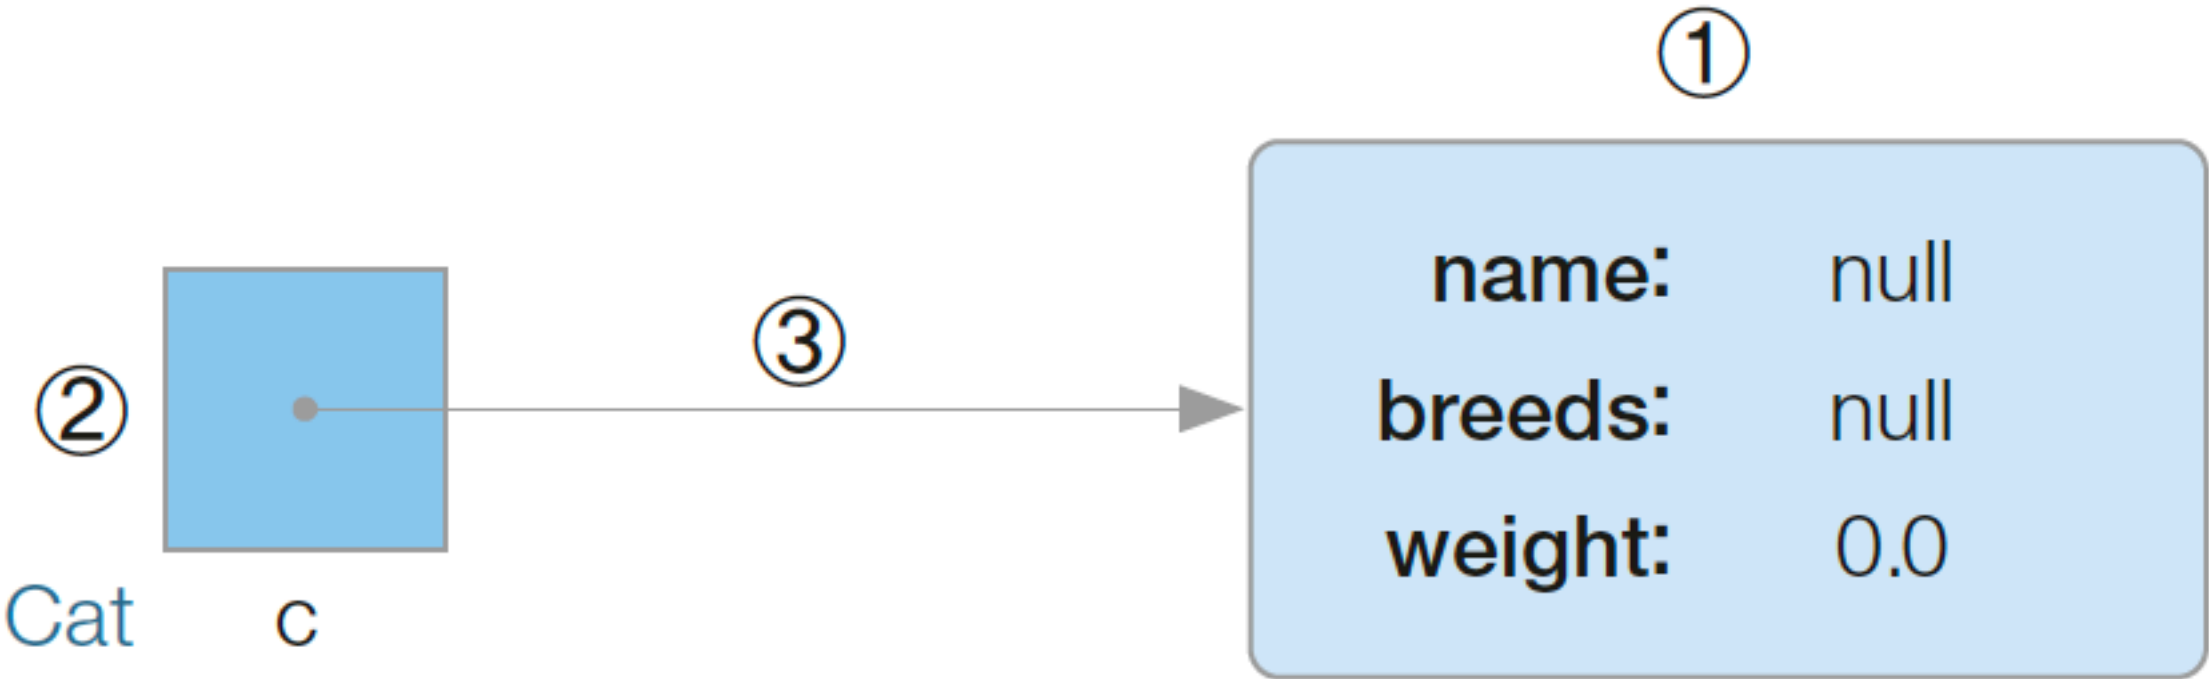 ①
name: null
③
breeds: null
②
weight: 0.0
Cat c